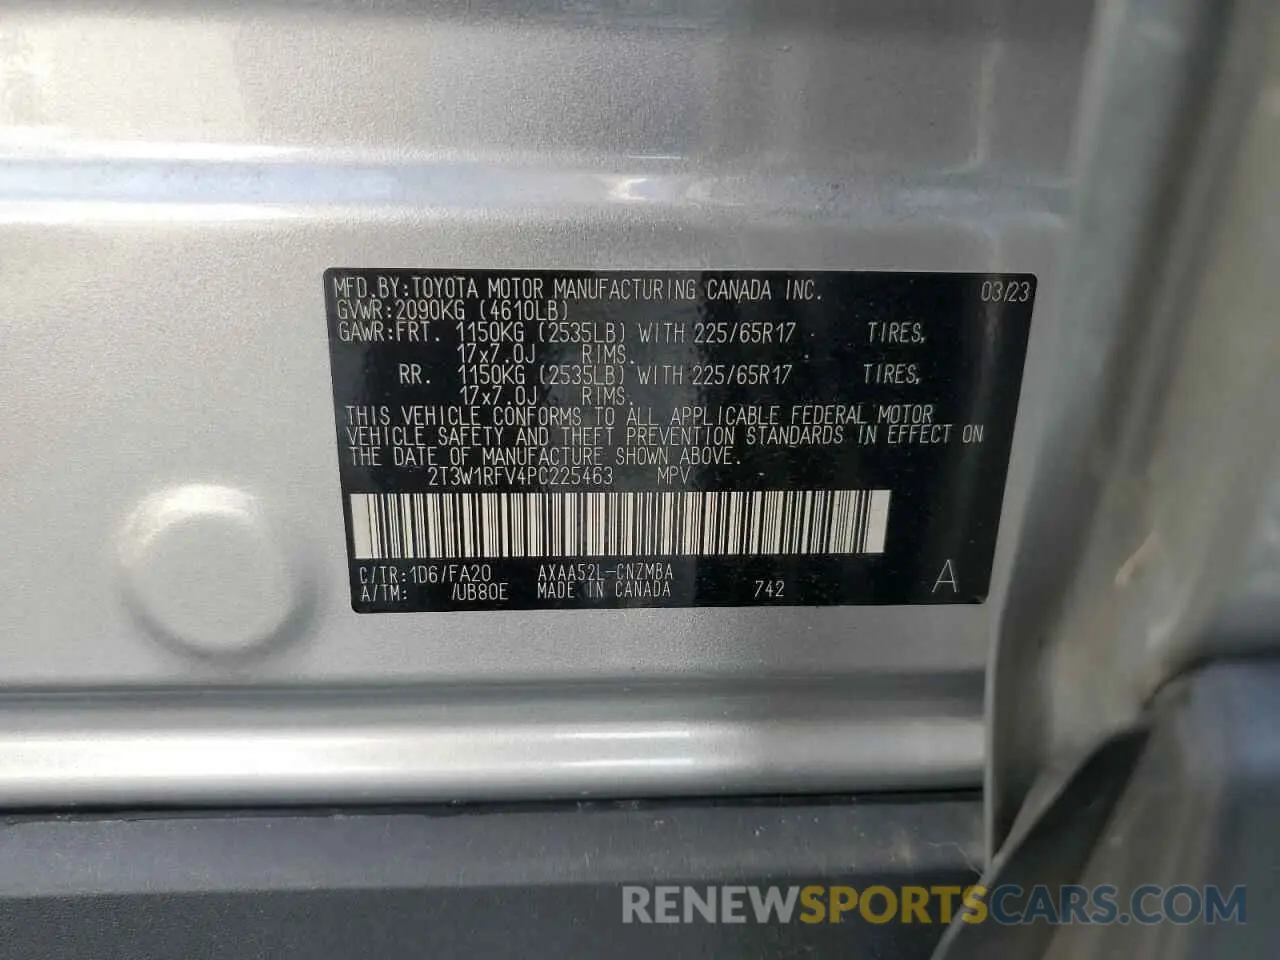 MFD.BY:TOYOTA MOTOR MANUFACTURING CANADA INC. 03/23
GVWR:2090KG (4610LB)
GAWR:FRT. 1150KG (2535LB) WITH 225/65R17 TIRES,
17x7.0J RIMS.
RR. 1150KG (2535LB) WITH 225/65R17 TIRES,
17x7.0J RIMS.
THIS VEHICLE CONFORMS TO ALL APPLICABLE FEDERAL MOTOR
VEHICLE SAFETY AND THEFT PREVENTION STANDARDS IN EFFECT ON
THE DATE OF MANUFACTURE SHOWN ABOVE.
2T3W1RFV4PC225463 MPV
C/TR:1D6/FA20 AXAA52L-CNZMBA
A/TM: /UB80E MADE IN CANADA 742 A
RENEWSPORTSCARS.COM